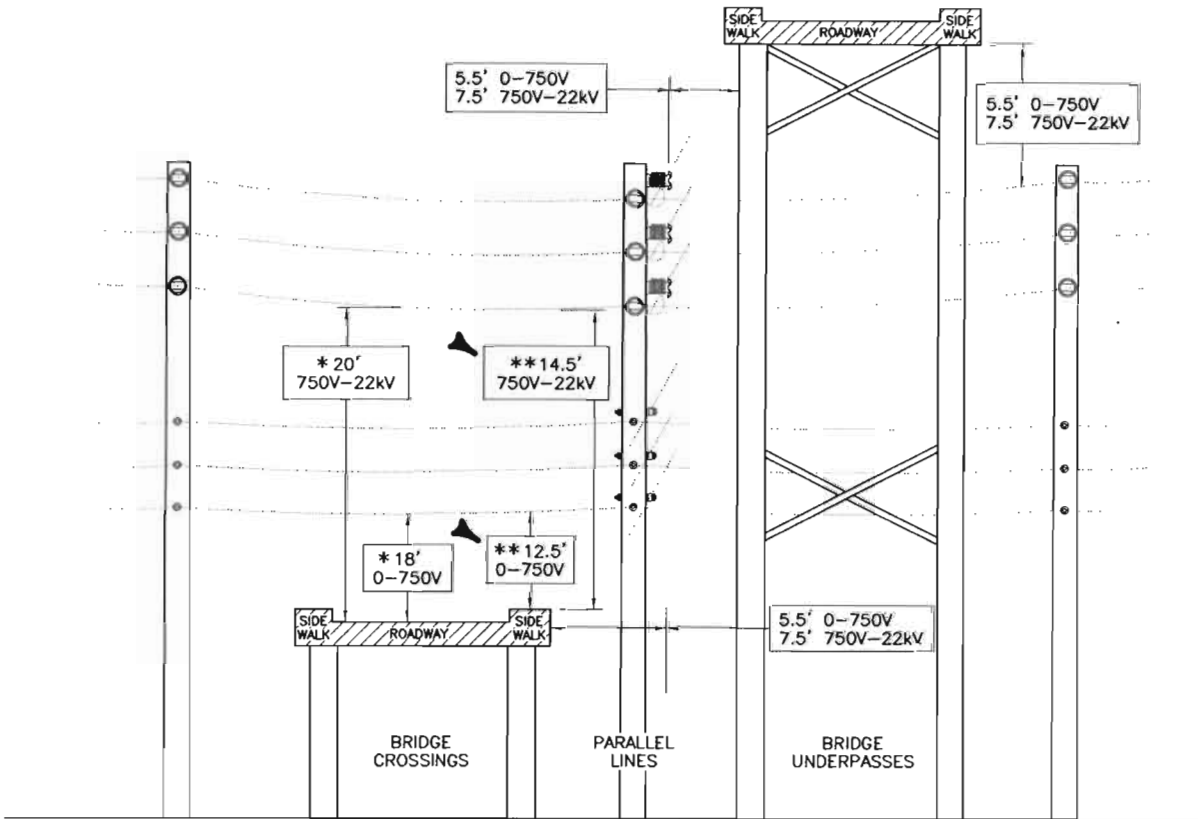 SIDE
WALK
ROADWAY
SIDE
WALK
5.5' 0-750V
7.5' 750V-22kV
5.5' 0-750V
7.5' 750V-22kV
*20'
750V-22kV
**14.5'
750V-22kV
*18'
0-750V
**12.5'
0-750V
SIDE
WALK
ROADWAY
SIDE
WALK
5.5' 0-750V
7.5' 750V-22kV
BRIDGE
CROSSINGS
PARALLEL
LINES
BRIDGE
UNDERPASSES